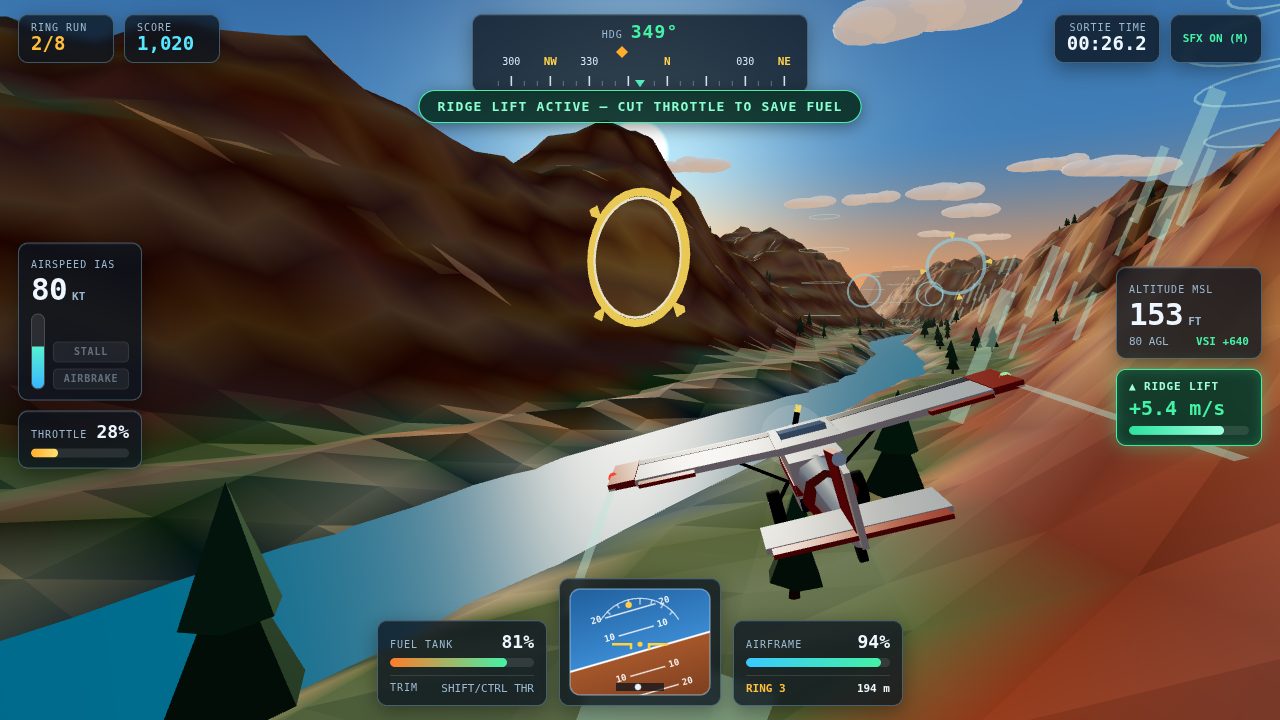 RING RUN
2/8
SCORE
1,020
HDG 349°
300 NW 330 N 030 NE
RIDGE LIFT ACTIVE — CUT THROTTLE TO SAVE FUEL
SORTIE TIME
00:26.2
SFX ON (M)
AIRSPEED IAS
80 KT
STALL
AIRBRAKE
THROTTLE 28%
ALTITUDE MSL
153 FT
80 AGL VSI +640
▲ RIDGE LIFT
+5.4 m/s
FUEL TANK 81%
TRIM SHIFT/CTRL THR
20 20
10 10
10 10
20
AIRFRAME 94%
RING 3 194 m